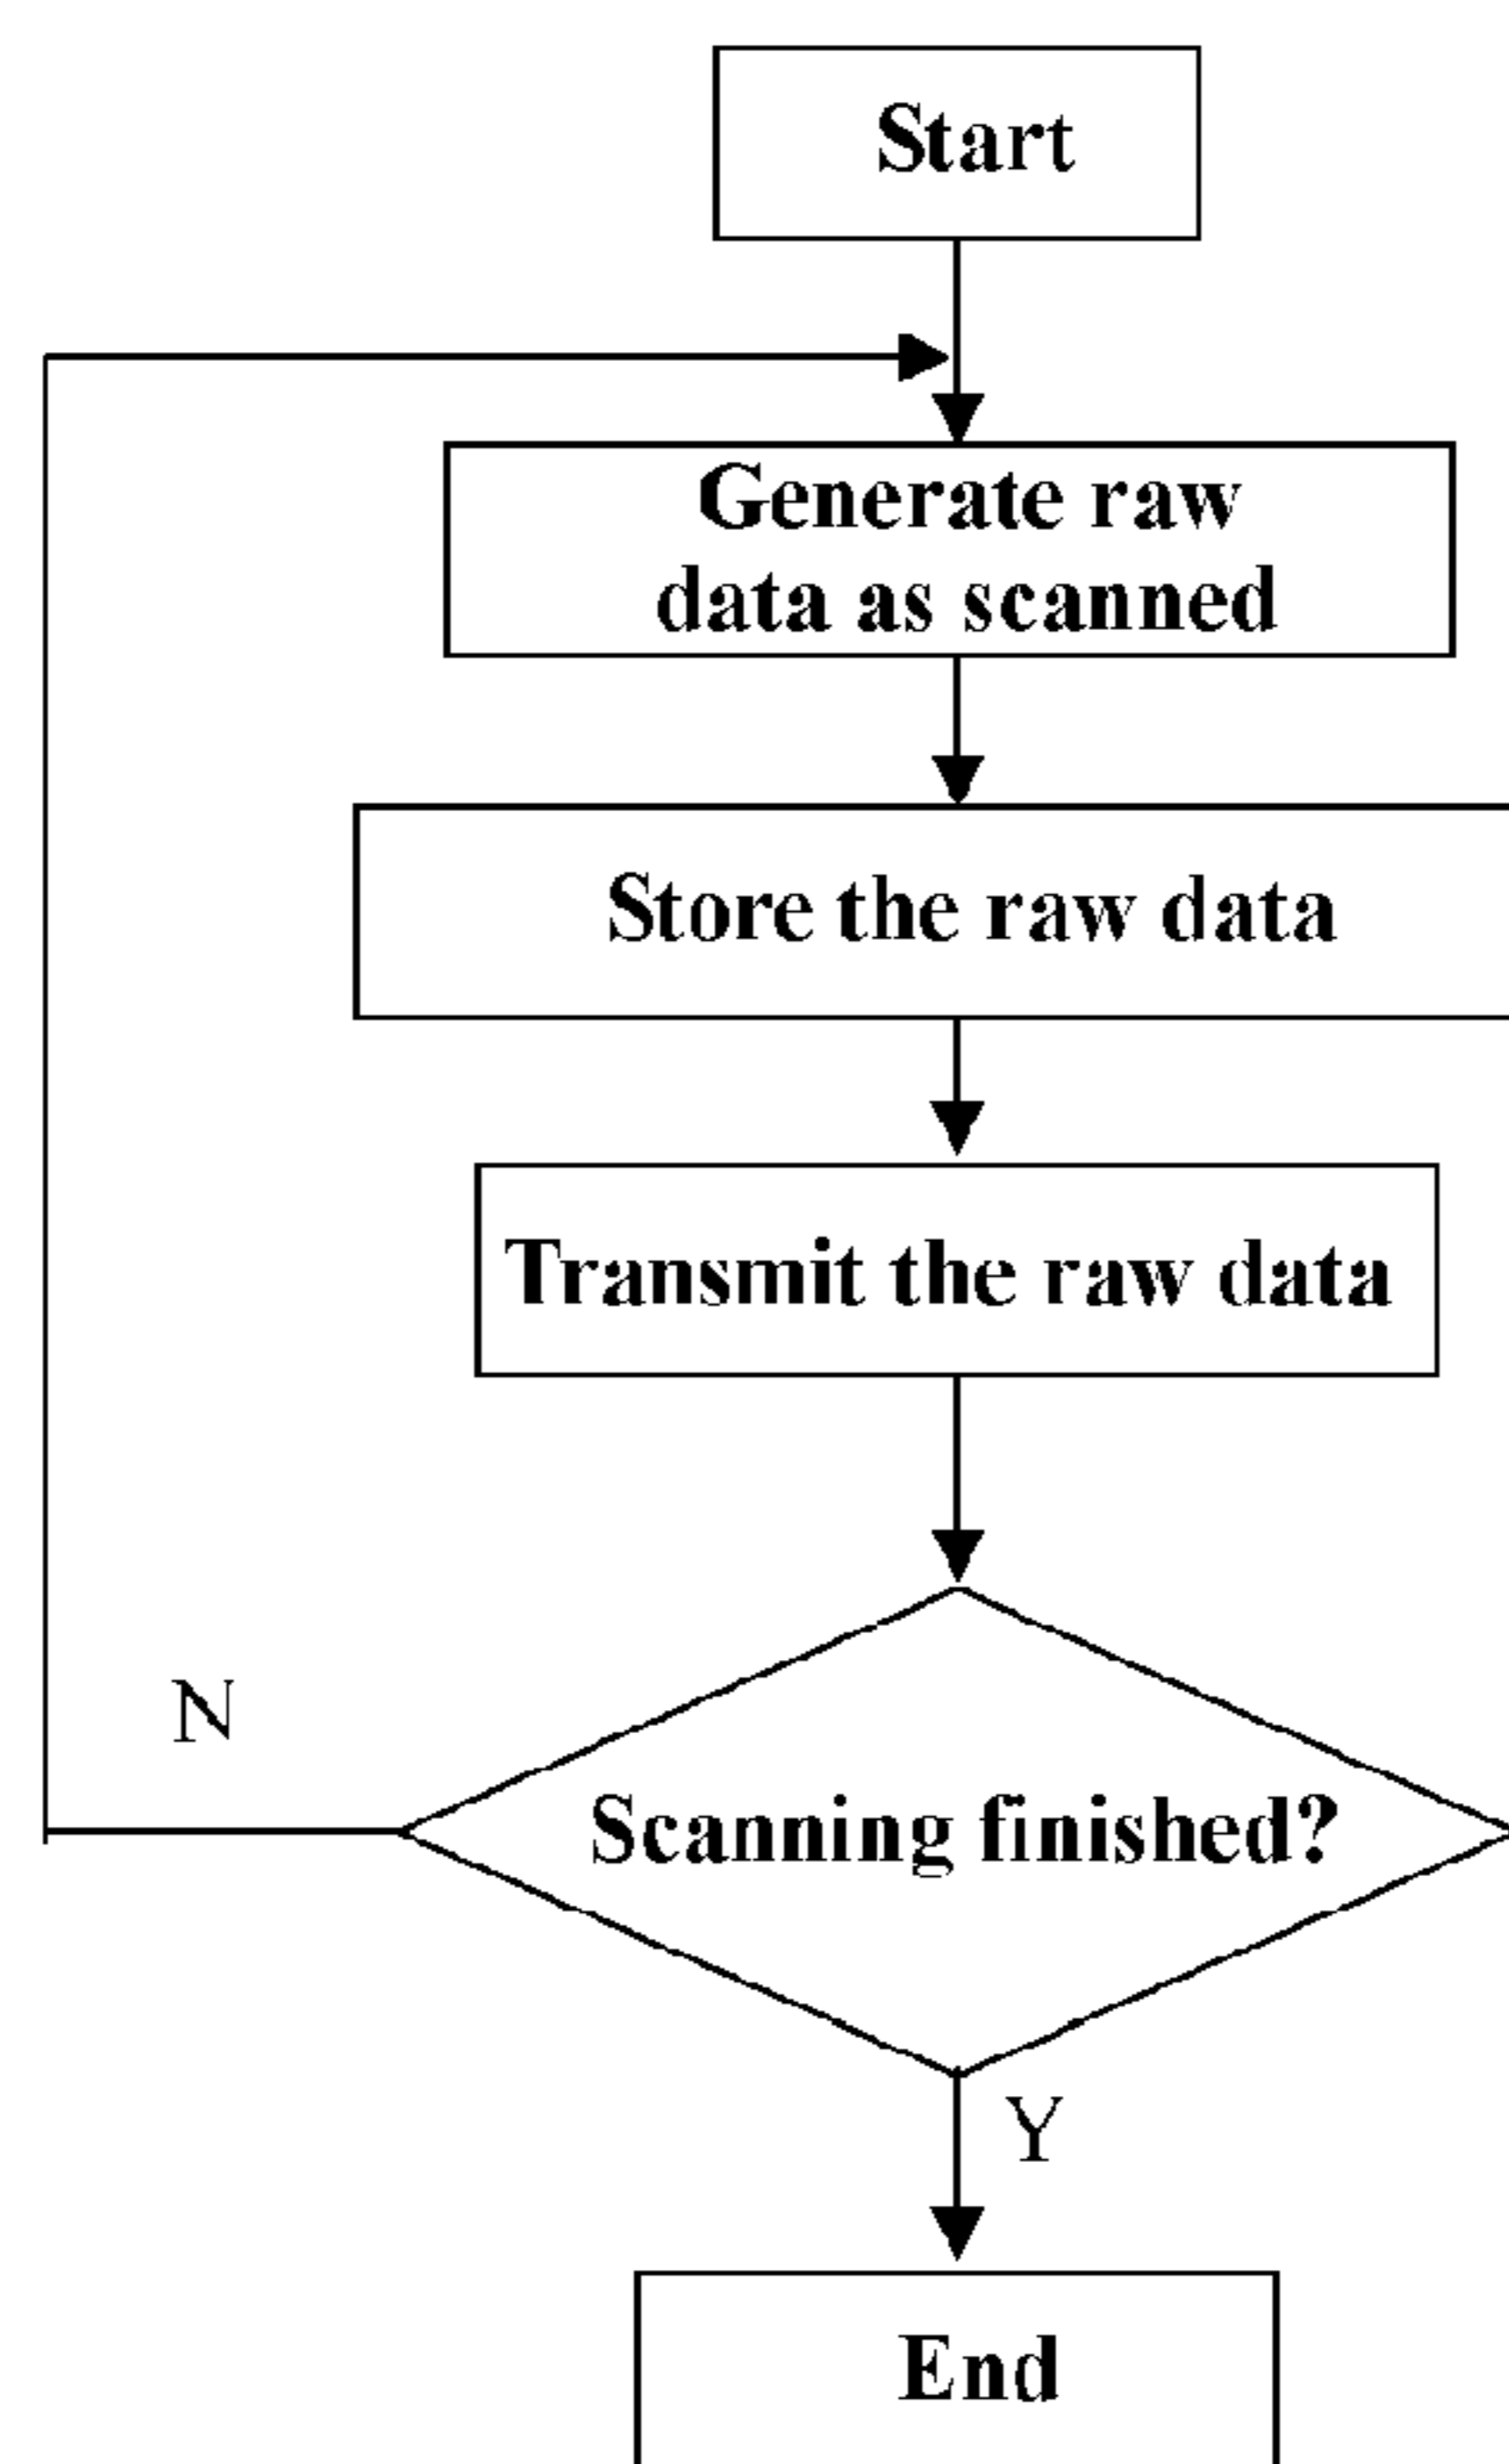 Start
Generate raw
data as scanned
Store the raw data
Transmit the raw data
N
Scanning finished?
Y
End